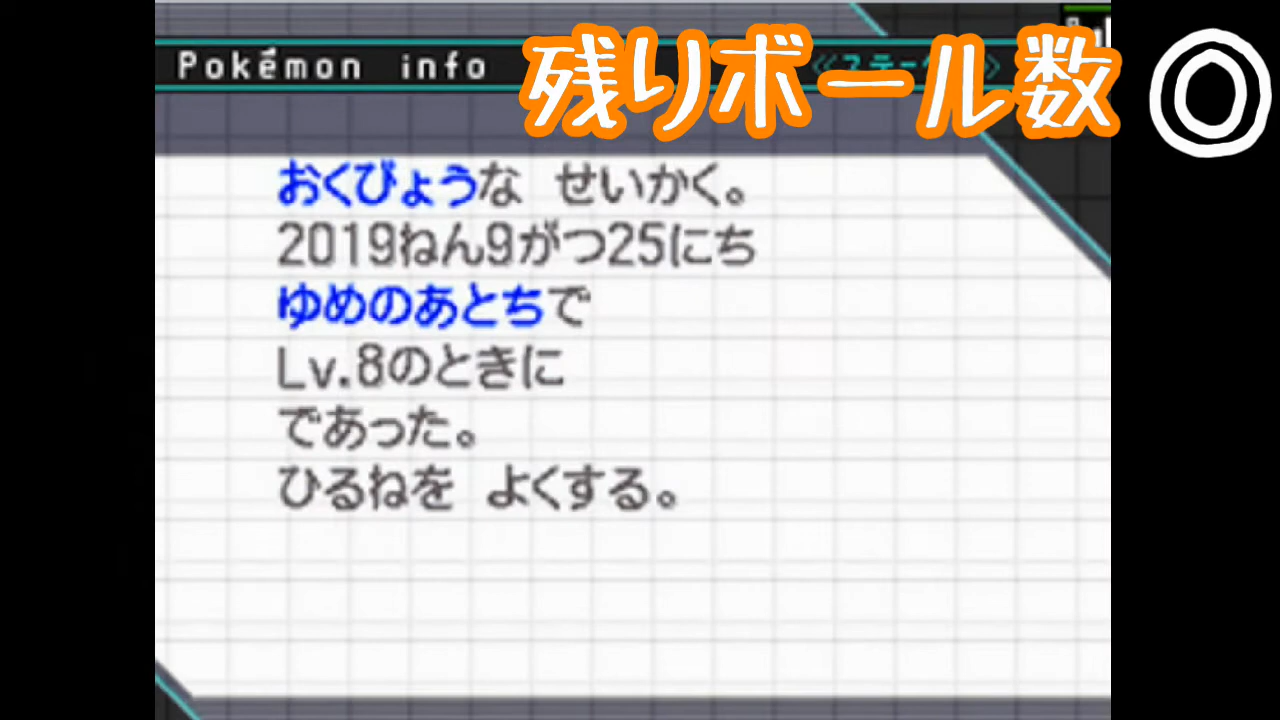 Pokémon info
残りボール数 0
おくびょうな せいかく。
2019ねん9がつ25にち
ゆめのあとちで
Lv.8のときに
であった。
ひるねを よくする。